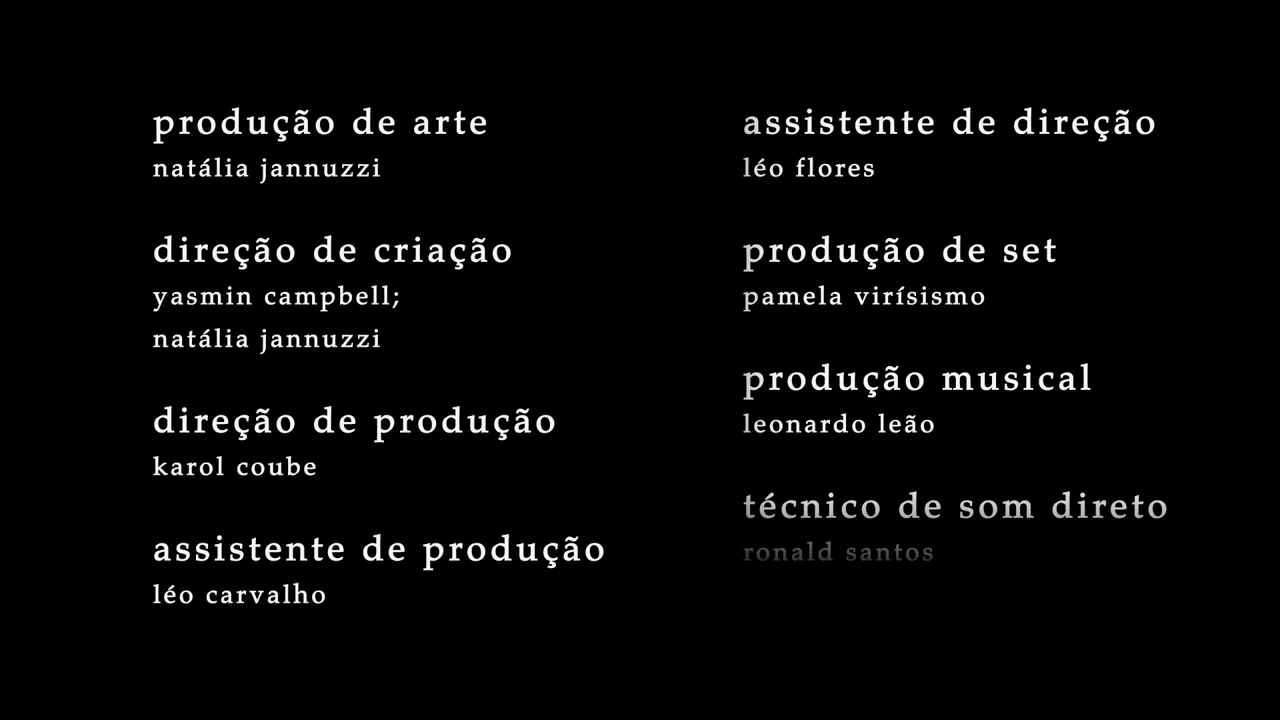 produção de arte
natália jannuzzi
direção de criação
yasmin campbell;
natália jannuzzi
direção de produção
karol coube
assistente de produção
léo carvalho
assistente de direção
léo flores
produção de set
pamela virísismo
produção musical
leonardo leão
técnico de som direto
ronald santos